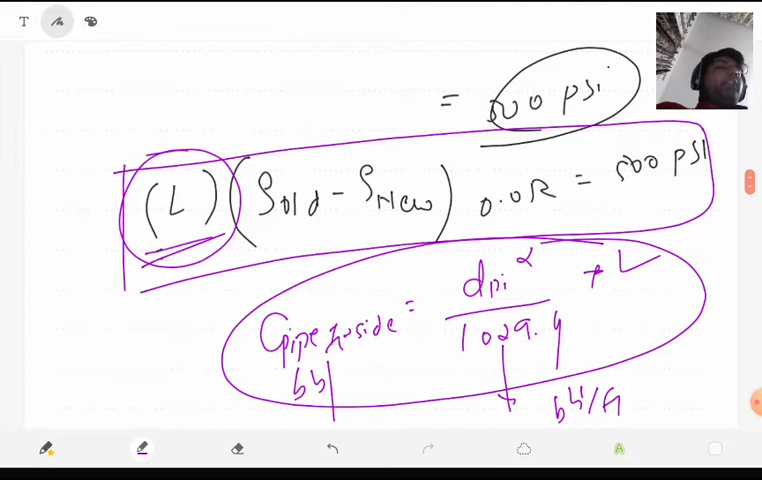 = 500 psi
(L) (ρold - ρNew) 0.052 = 500 psi
Cpipe inside = dpi² / 1029.4 * L
bbl
bbl/ft